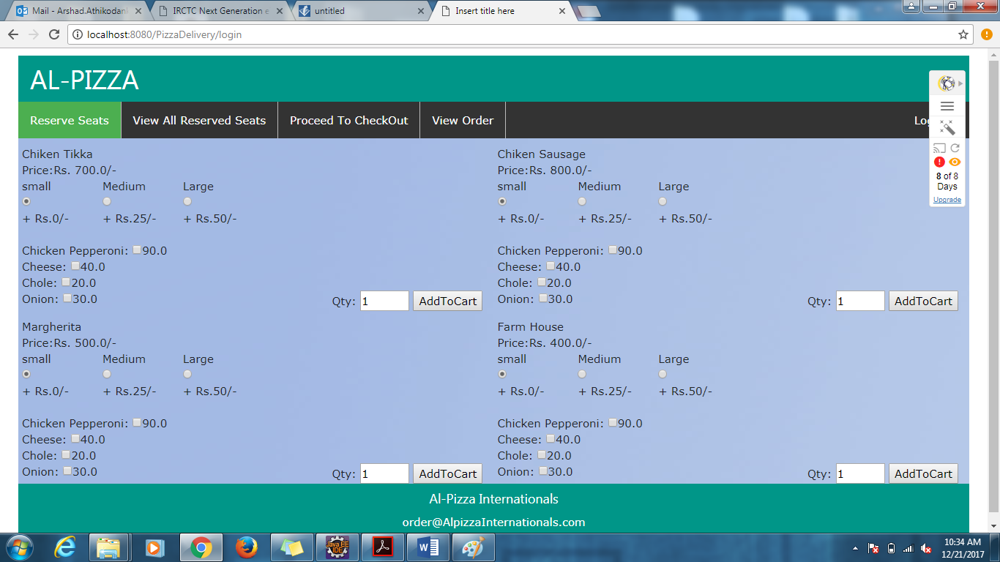 Mail - Arshad.Athikodan
IRCTC Next Generation e
untitled
Insert title here
localhost:8080/PizzaDelivery/login
AL-PIZZA
Reserve Seats
View All Reserved Seats
Proceed To CheckOut
View Order
8 of 8
Days
Upgrade
Chiken Tikka
Price:Rs. 700.0/-
small Medium Large
+ Rs.0/- + Rs.25/- + Rs.50/-
Chicken Pepperoni: 90.0
Cheese: 40.0
Chole: 20.0
Onion: 30.0
Qty: 1 AddToCart
Chiken Sausage
Price:Rs. 800.0/-
small Medium Large
+ Rs.0/- + Rs.25/- + Rs.50/-
Chicken Pepperoni: 90.0
Cheese: 40.0
Chole: 20.0
Onion: 30.0
Qty: 1 AddToCart
Margherita
Price:Rs. 500.0/-
small Medium Large
+ Rs.0/- + Rs.25/- + Rs.50/-
Chicken Pepperoni: 90.0
Cheese: 40.0
Chole: 20.0
Onion: 30.0
Qty: 1 AddToCart
Farm House
Price:Rs. 400.0/-
small Medium Large
+ Rs.0/- + Rs.25/- + Rs.50/-
Chicken Pepperoni: 90.0
Cheese: 40.0
Chole: 20.0
Onion: 30.0
Qty: 1 AddToCart
Al-Pizza Internationals
order@AlpizzaInternationals.com
Java EE
IDE
10:34 AM
12/21/2017